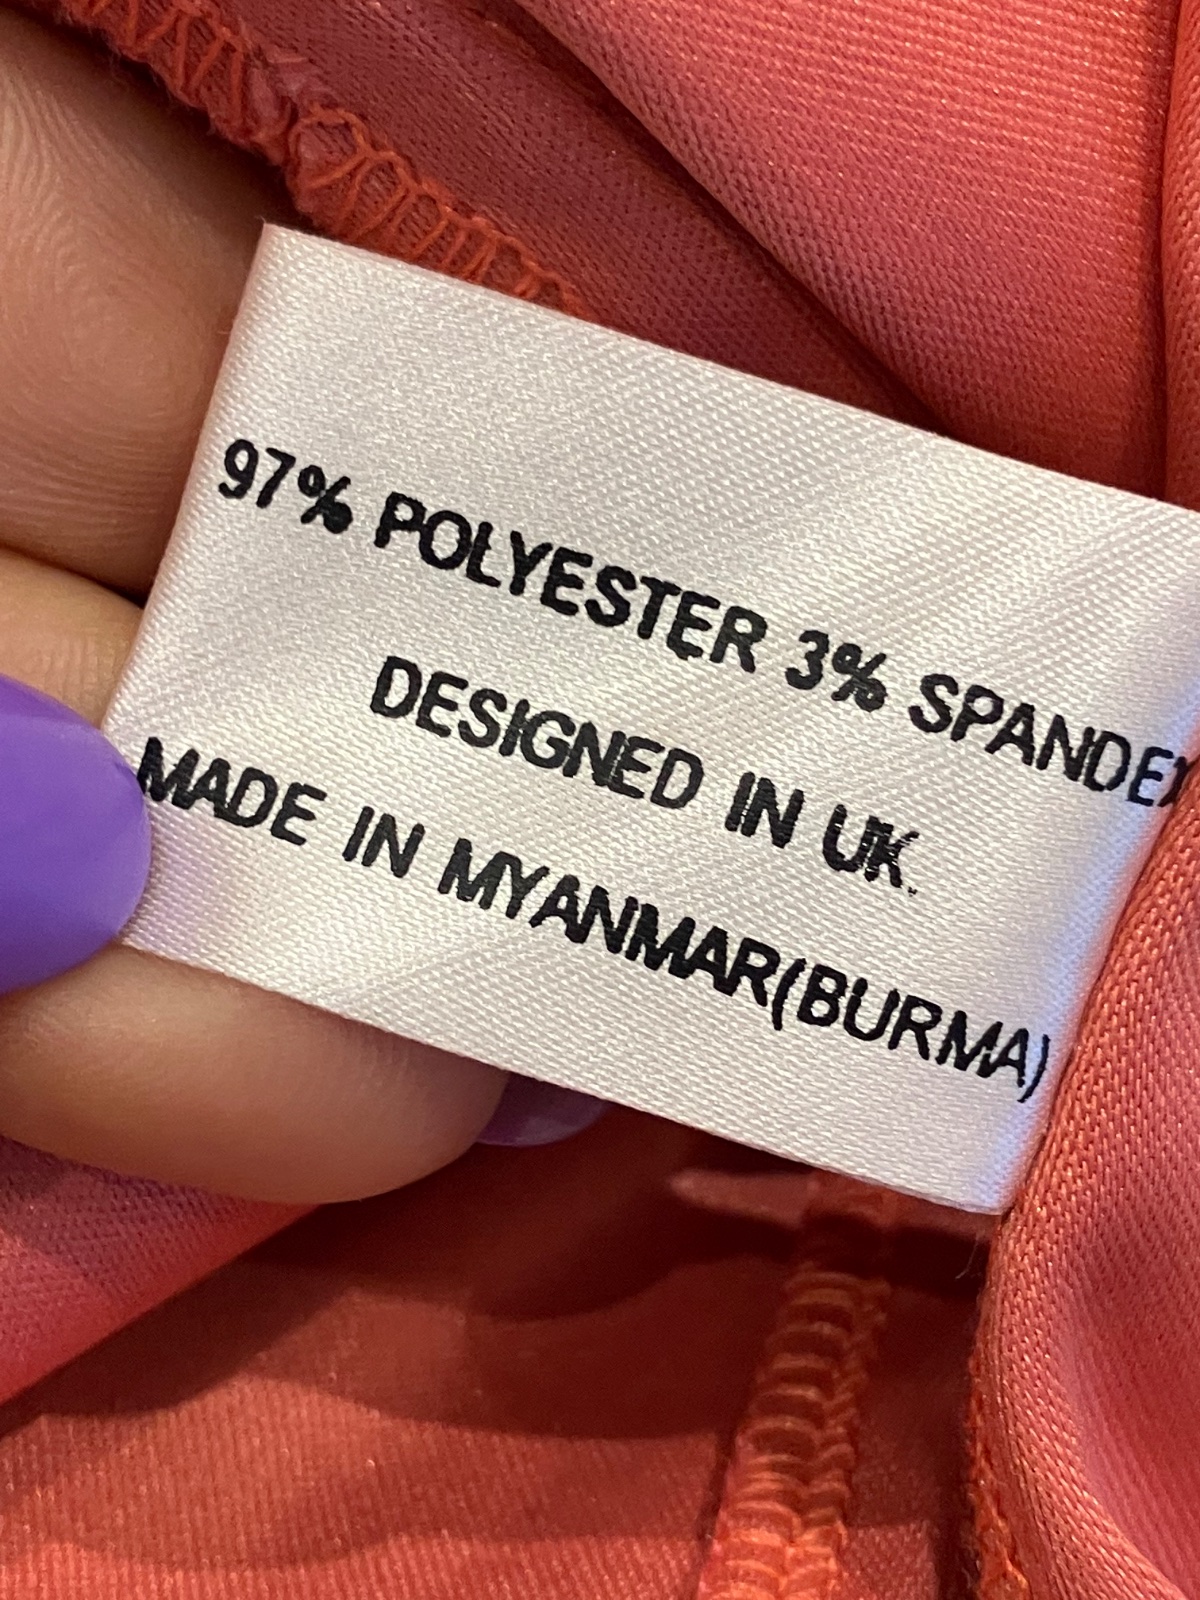 97% POLYESTER 3% SPANDEX
DESIGNED IN UK.
MADE IN MYANMAR(BURMA)